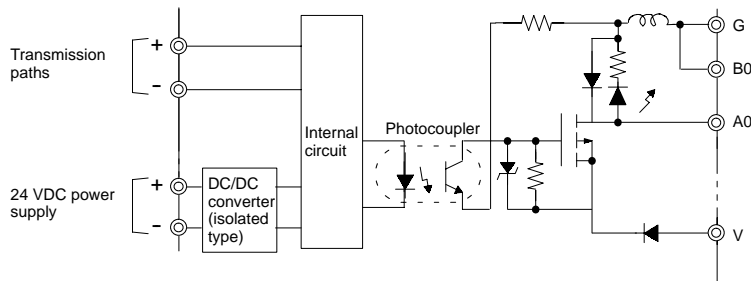 Transmission
paths
+
−
24 VDC power
supply
+
−
DC/DC
converter
(isolated
type)
Internal
circuit
Photocoupler
G
B0
A0
V